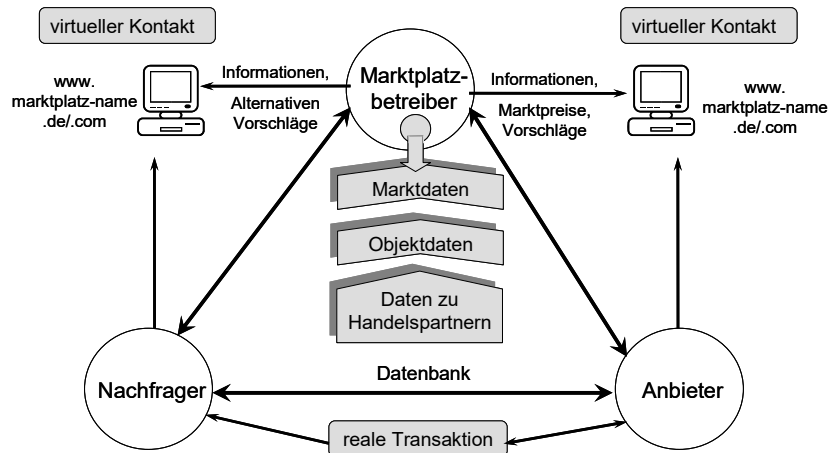 virtueller Kontakt
virtueller Kontakt
www.
marktplatz-name
.de/.com
Informationen,
Alternativen
Vorschläge
Marktplatz-
betreiber
Informationen,
Marktpreise,
Vorschläge
www.
marktplatz-name
.de/.com
Marktdaten
Objektdaten
Daten zu
Handelspartnern
Nachfrager
Datenbank
Anbieter
reale Transaktion